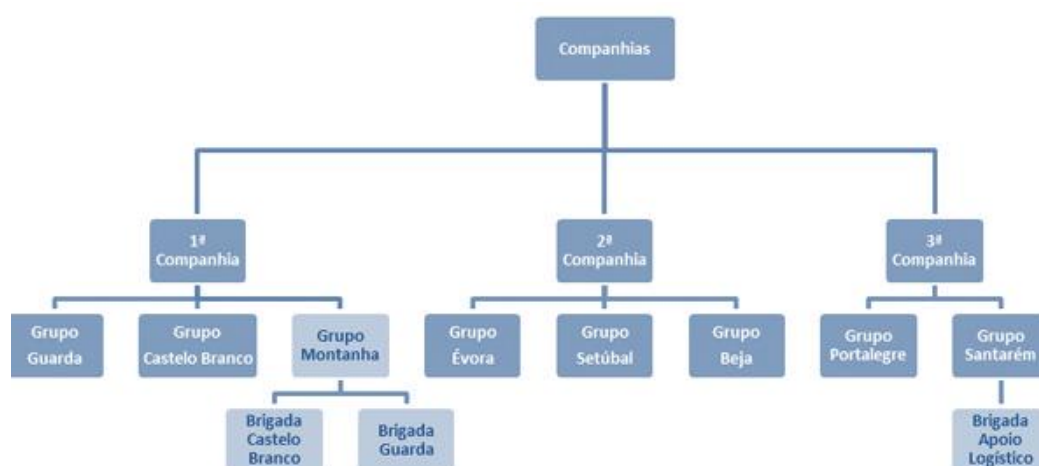 Companhias
1ª
Companhia
2ª
Companhia
3ª
Companhia
Grupo
Guarda
Grupo
Castelo Branco
Grupo
Montanha
Grupo
Évora
Grupo
Setúbal
Grupo
Beja
Grupo
Portalegre
Grupo
Santarém
Brigada
Castelo
Branco
Brigada
Guarda
Brigada
Apoio
Logístico